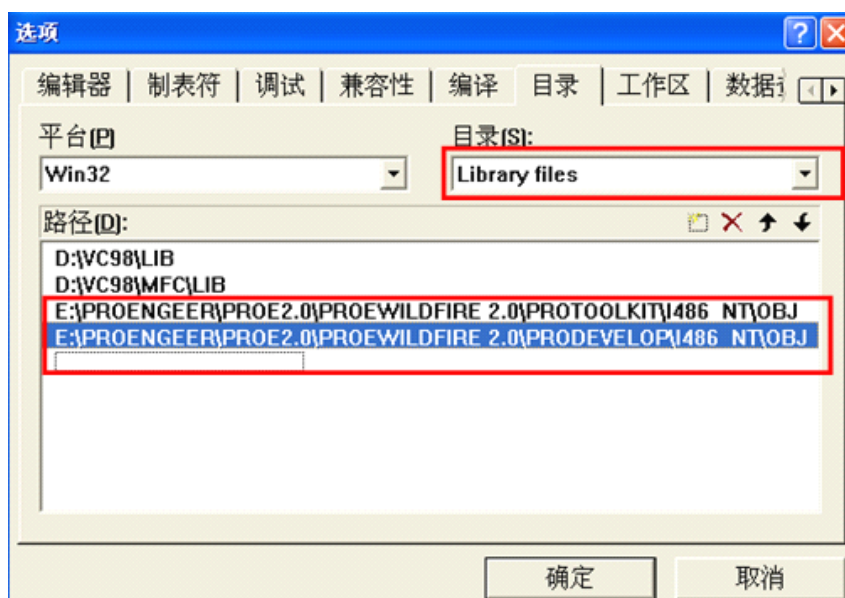 选项
编辑器 制表符 调试 兼容性 编译 目录 工作区
平台(P) 目录(S):
Win32 Library files
路径(D):
D:\VC98\LIB
D:\VC98\MFC\LIB
E:\PROENGEER\PROE2.0\PROEWILDFIRE 2.0\PROTOOLKIT\I486_NT\OBJ
E:\PROENGEER\PROE2.0\PROEWILDFIRE 2.0\PRODEVELOP\I486_NT\OBJ
确定 取消